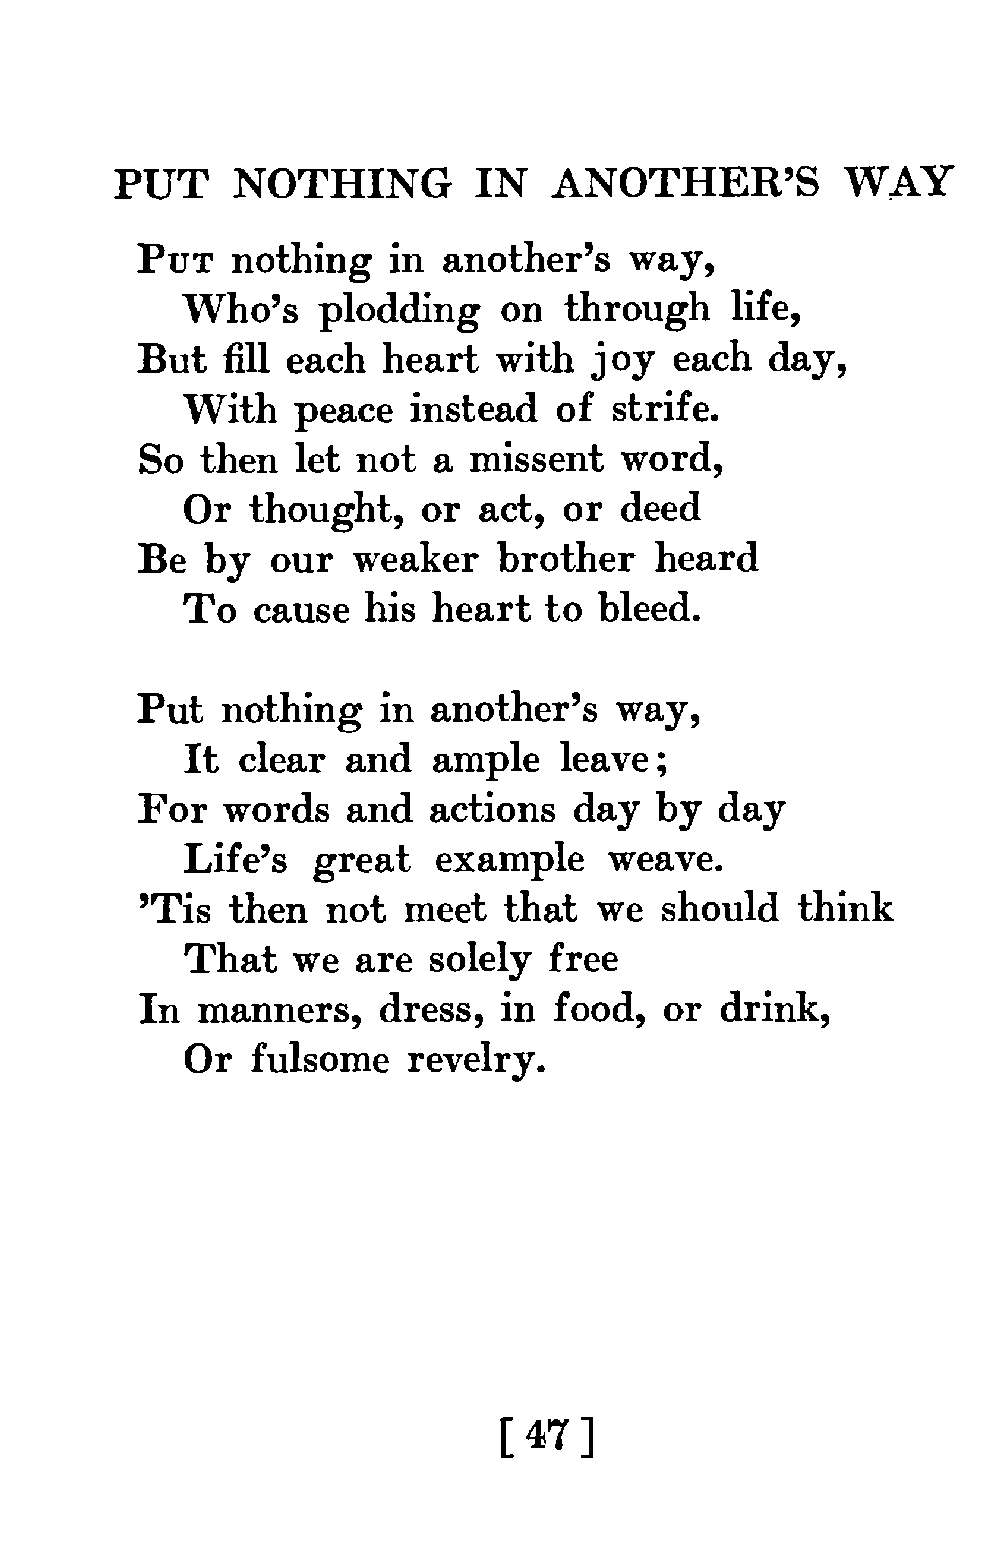 PUT NOTHING IN ANOTHER'S WAY
PUT nothing in another's way,
Who's plodding on through life,
But fill each heart with joy each day,
With peace instead of strife.
So then let not a missent word,
Or thought, or act, or deed
Be by our weaker brother heard
To cause his heart to bleed.
Put nothing in another's way,
It clear and ample leave;
For words and actions day by day
Life's great example weave.
'Tis then not meet that we should think
That we are solely free
In manners, dress, in food, or drink,
Or fulsome revelry.
[ 47 ]